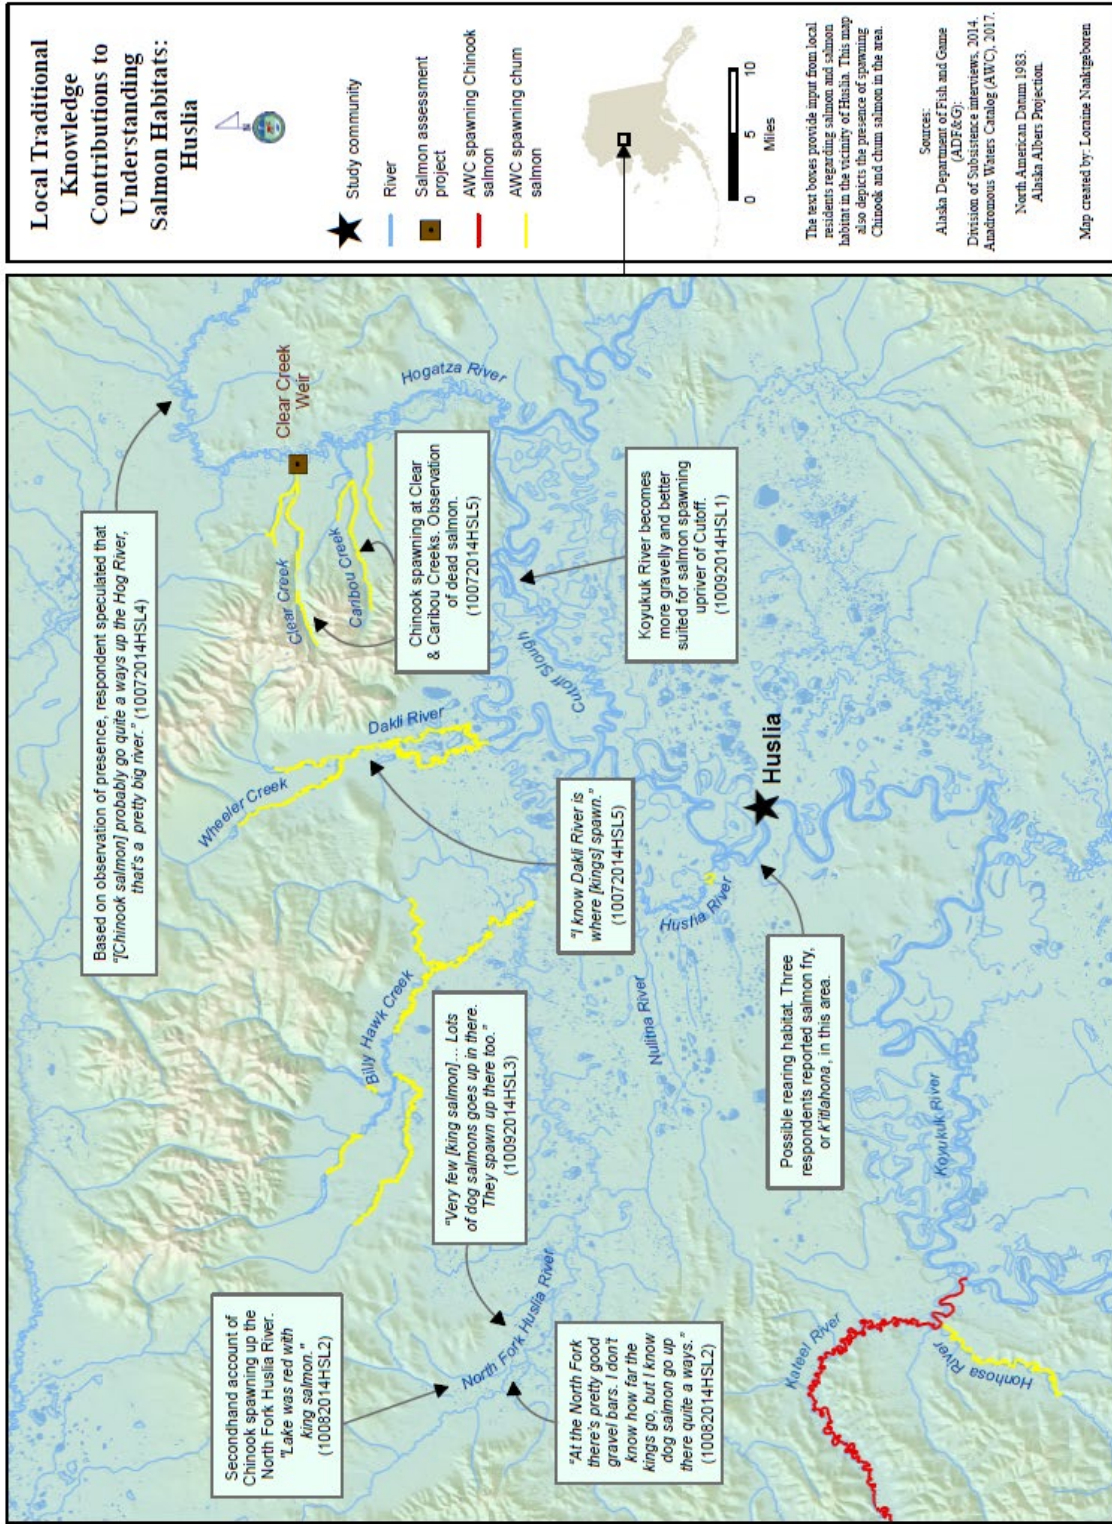 Local Traditional
Knowledge
Contributions to
Understanding
Salmon Habitats:
Huslia
N
Study community
River
Salmon assessment
project
AWC spawning Chinook
salmon
AWC spawning chum
salmon
0
5
10
Miles
The text boxes provide input from local
residents regarding salmon and salmon
habitat in the vicinity of Huslia. This map
also depicts the presence of spawning
Chinook and chum salmon in the area.
Sources:
Alaska Department of Fish and Game
(ADF&G):
Division of Subsistence interviews, 2014.
Anadromous Waters Catalog (AWC), 2017.
North American Datum 1983.
Alaska Albers Projection.
Map created by: Loraine Naaktgeboren
Secondhand account of
Chinook spawning up the
North Fork Huslia River.
"Lake was red with
king salmon."
(10082014HSL2)
Based on observation of presence, respondent speculated that
"[Chinook salmon] probably go quite a ways up the Hog River,
that's a pretty big river." (10072014HSL4)
Clear Creek
Weir
Hogatza River
Clear Creek
Caribou Creek
Chinook spawning at Clear
& Caribou Creeks. Observation
of dead salmon.
(10072014HSL5)
Wheeler Creek
Dakli River
Billy Hawk Creek
"Very few [king salmon]... Lots
of dog salmons goes up in there.
They spawn up there too."
(10092014HSL3)
North Fork Huslia River
"At the North Fork
there's pretty good
gravel bars. I don't
know how far the
kings go, but I know
dog salmon go up
there quite a ways."
(10082014HSL2)
Cutoff Slough
Koyukuk River becomes
more gravelly and better
suited for salmon spawning
upriver of Cutoff.
(10092014HSL1)
"I know Dakli River is
where [kings] spawn."
(10072014HSL5)
Nulitna River
Huslia River
Huslia
Possible rearing habitat. Three
respondents reported salmon fry,
or k'itlahona, in this area.
Kateel River
Honhosa River
Koyukuk River